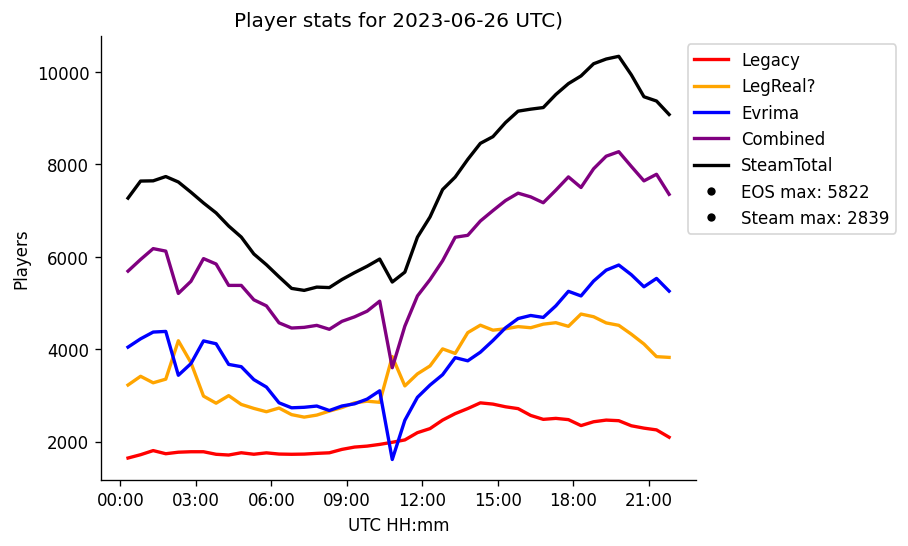 Player stats for 2023-06-26 UTC)
Players
10000
8000
6000
4000
2000
00:00 03:00 06:00 09:00 12:00 15:00 18:00 21:00
UTC HH:mm
Legacy
LegReal?
Evrima
Combined
SteamTotal
EOS max: 5822
Steam max: 2839